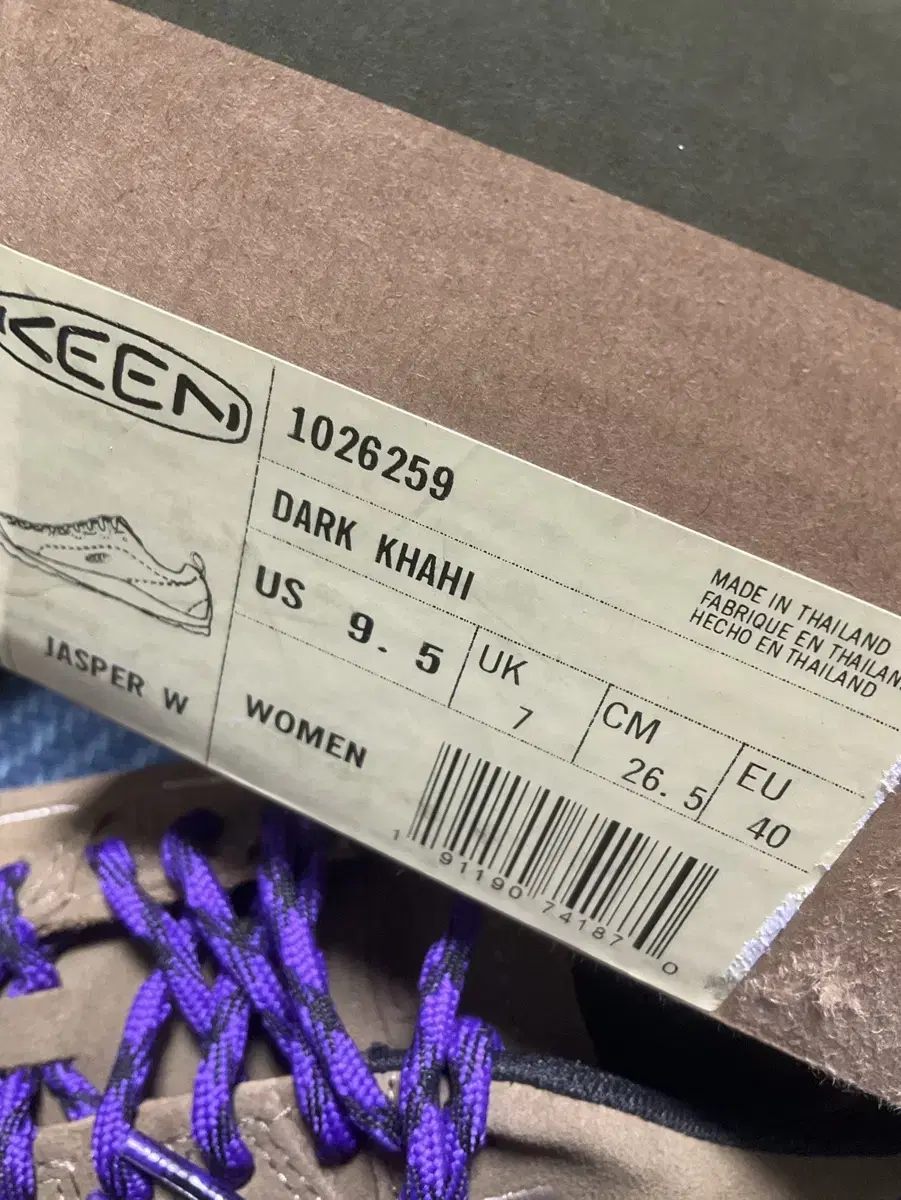 KEEN
JASPER W
1026259
DARK KHAHI
US 9.5
UK 7
CM 26.5
EU 40
WOMEN
MADE IN THAILAND
FABRIQUE EN THAILAN
HECHO EN THAILAND
1 91190 74187 0